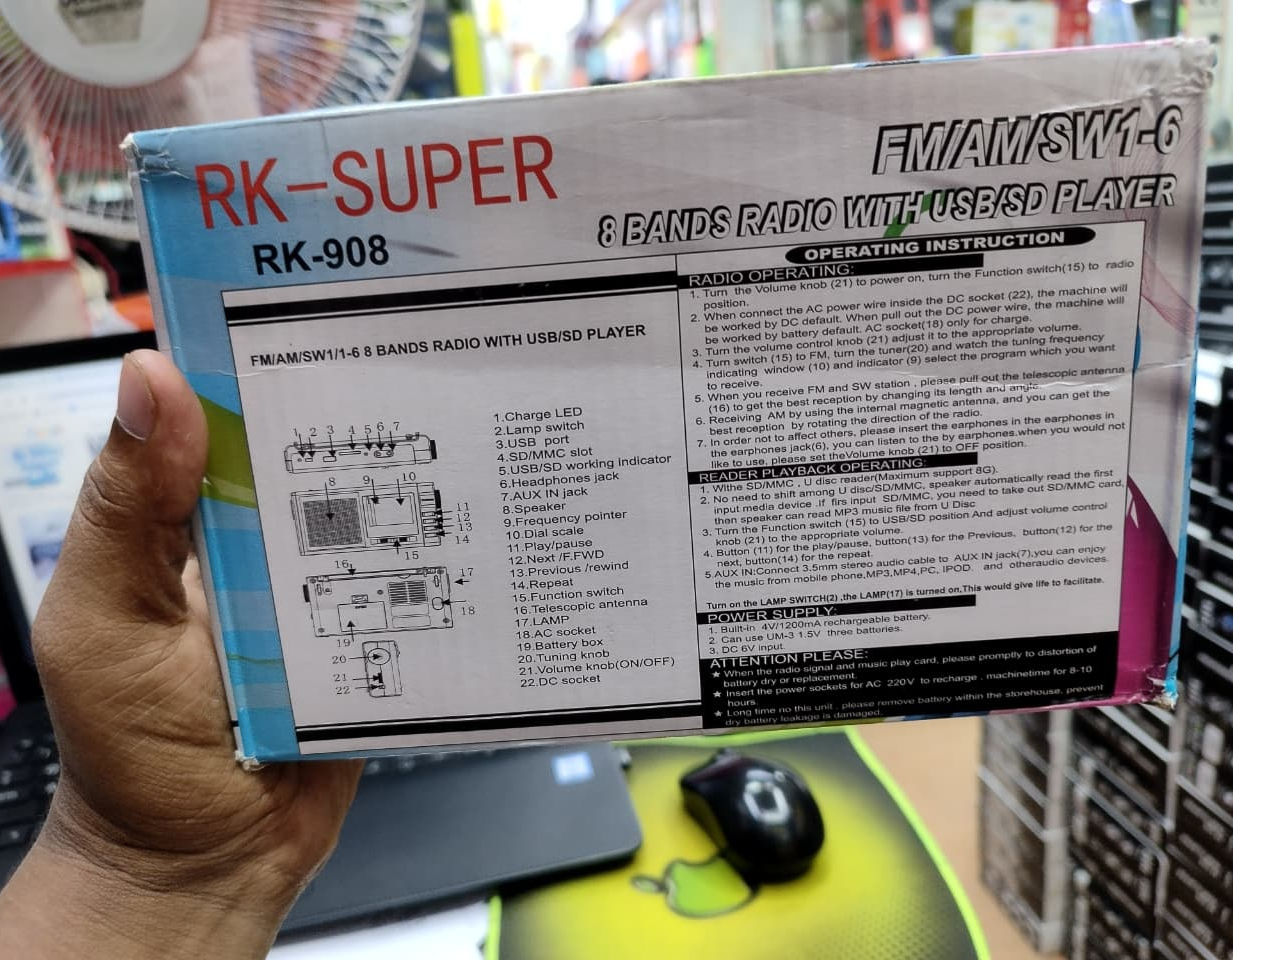 RK-SUPER
RK-908
FM/AM/SW1-6
8 BANDS RADIO WITH USB/SD PLAYER
FM/AM/SW1/1-6 8 BANDS RADIO WITH USB/SD PLAYER
1 2 3 4 5 6 7
8 9 10
11
12
13
14
15
16
17
18
19
20
21
22
1.Charge LED
2.Lamp switch
3.USB port
4.SD/MMC slot
5.USB/SD working indicator
6.Headphones jack
7.AUX IN jack
8.Speaker
9.Frequency pointer
10.Dial scale
11.Play/pause
12.Next /F.FWD
13.Previous /rewind
14.Repeat
15.Function switch
16.Telescopic antenna
17.LAMP
18.AC socket
19.Battery box
20.Tuning knob
21.Volume knob(ON/OFF)
22.DC socket
OPERATING INSTRUCTION
RADIO OPERATING:
1. Turn the Volume knob (21) to power on, turn the Function switch(15) to radio
position.
2. When connect the AC power wire inside the DC socket (22), the machine will
be worked by DC default. When pull out the DC power wire, the machine will
be worked by battery default. AC socket(18) only for charge.
3. Turn the volume control knob (21) adjust it to the appropriate volume.
4. Turn switch (15) to FM, turn the tuner(20) and watch the tuning frequency
indicating window (10) and indicator (9) select the program which you want
to receive.
5. When you receive FM and SW station , please pull out the telescopic antenna
(16) to get the best reception by changing its length and angle.
6. Receiving AM by using the internal magnetic antenna, and you can get the
best reception by rotating the direction of the radio.
7. In order not to affect others, please insert the earphones in
the earphones jack(6), you can listen to the by earphones.when you would not
like to use, please set theVolume knob (21) to OFF position.
READER PLAYBACK OPERATING:
1. Withe SD/MMC , U disc reader(Maximum support 8G).
2. No need to shift among U disc/SD/MMC, speaker automatically read the first
input media device .if firs input SD/MMC, you need to take out SD/MMC card,
than speaker can read MP3 music file from U Disc
3. Turn the Function switch (15) to USB/SD position And adjust volume control
knob (21) to the appropriate volume.
4. Button (11) for the play/pause, button(13) for the Previous, button(12) for the
next, button(14) for the repeat.
5.AUX IN:Connect 3.5mm stereo audio cable to AUX IN jack(7),you can enjoy
the music from mobile phone,MP3,MP4,PC, IPOD. and otheraudio devices.
Turn on the LAMP SWITCH(2) ,the LAMP(17) is turned on,This would give life to facilitate.
POWER SUPPLY:
1. Built-in 4V/1200mA rechargeable battery.
2. Can use UM-3 1.5V three batteries.
3, DC 6V input.
ATTENTION PLEASE:
★ When the radio signal and music play card, please promptly to distortion of
battery dry or replacement.
★ Insert the power sockets for AC 220V to recharge . machinetime for 8-10
hours.
★ Long time no this unit , please remove battery within the storehouse, prevent
dry battery leakage is damaged.